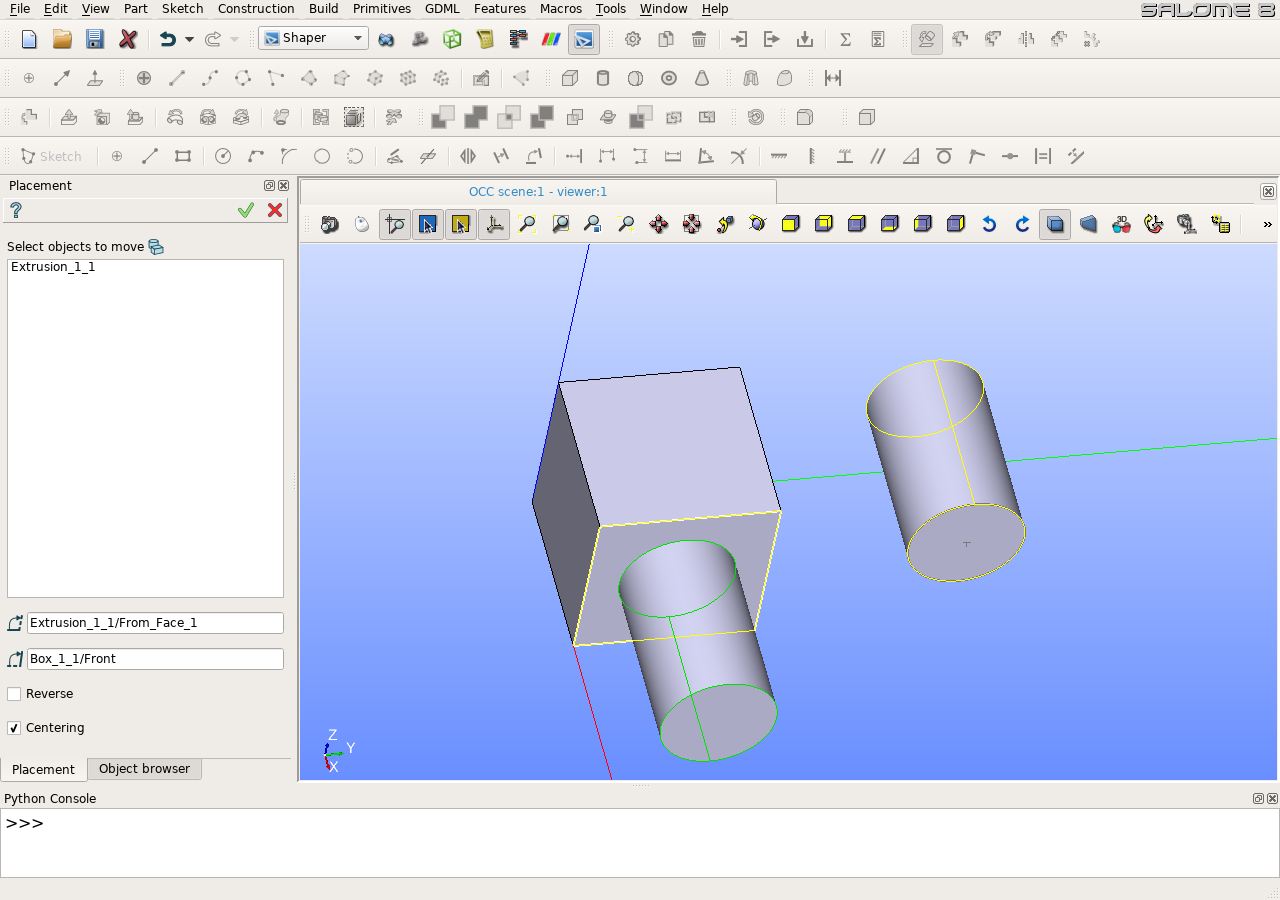 File Edit View Part Sketch Construction Build Primitives GDML Features Macros Tools Window Help SALOME 8
Shaper
Sketch
Placement
OCC scene:1 - viewer:1
?
Select objects to move
3D
»
Extrusion_1_1
Extrusion_1_1/From_Face_1
Box_1_1/Front
Reverse
Centering
Z
Y
X
Placement Object browser
Python Console
>>>